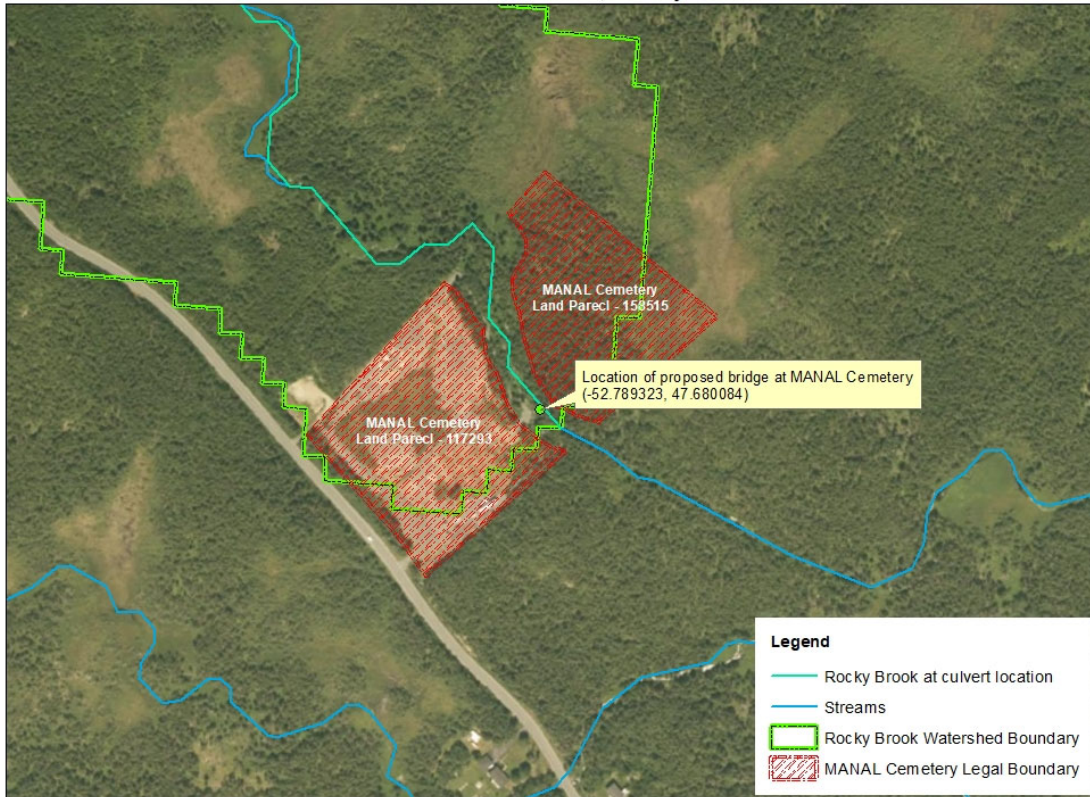 MANAL Cemetery
Land Parecl - 158515
Location of proposed bridge at MANAL Cemetery
(-52.789323, 47.680084)
MANAL Cemetery
Land Parecl - 117293
Legend
Rocky Brook at culvert location
Streams
Rocky Brook Watershed Boundary
MANAL Cemetery Legal Boundary